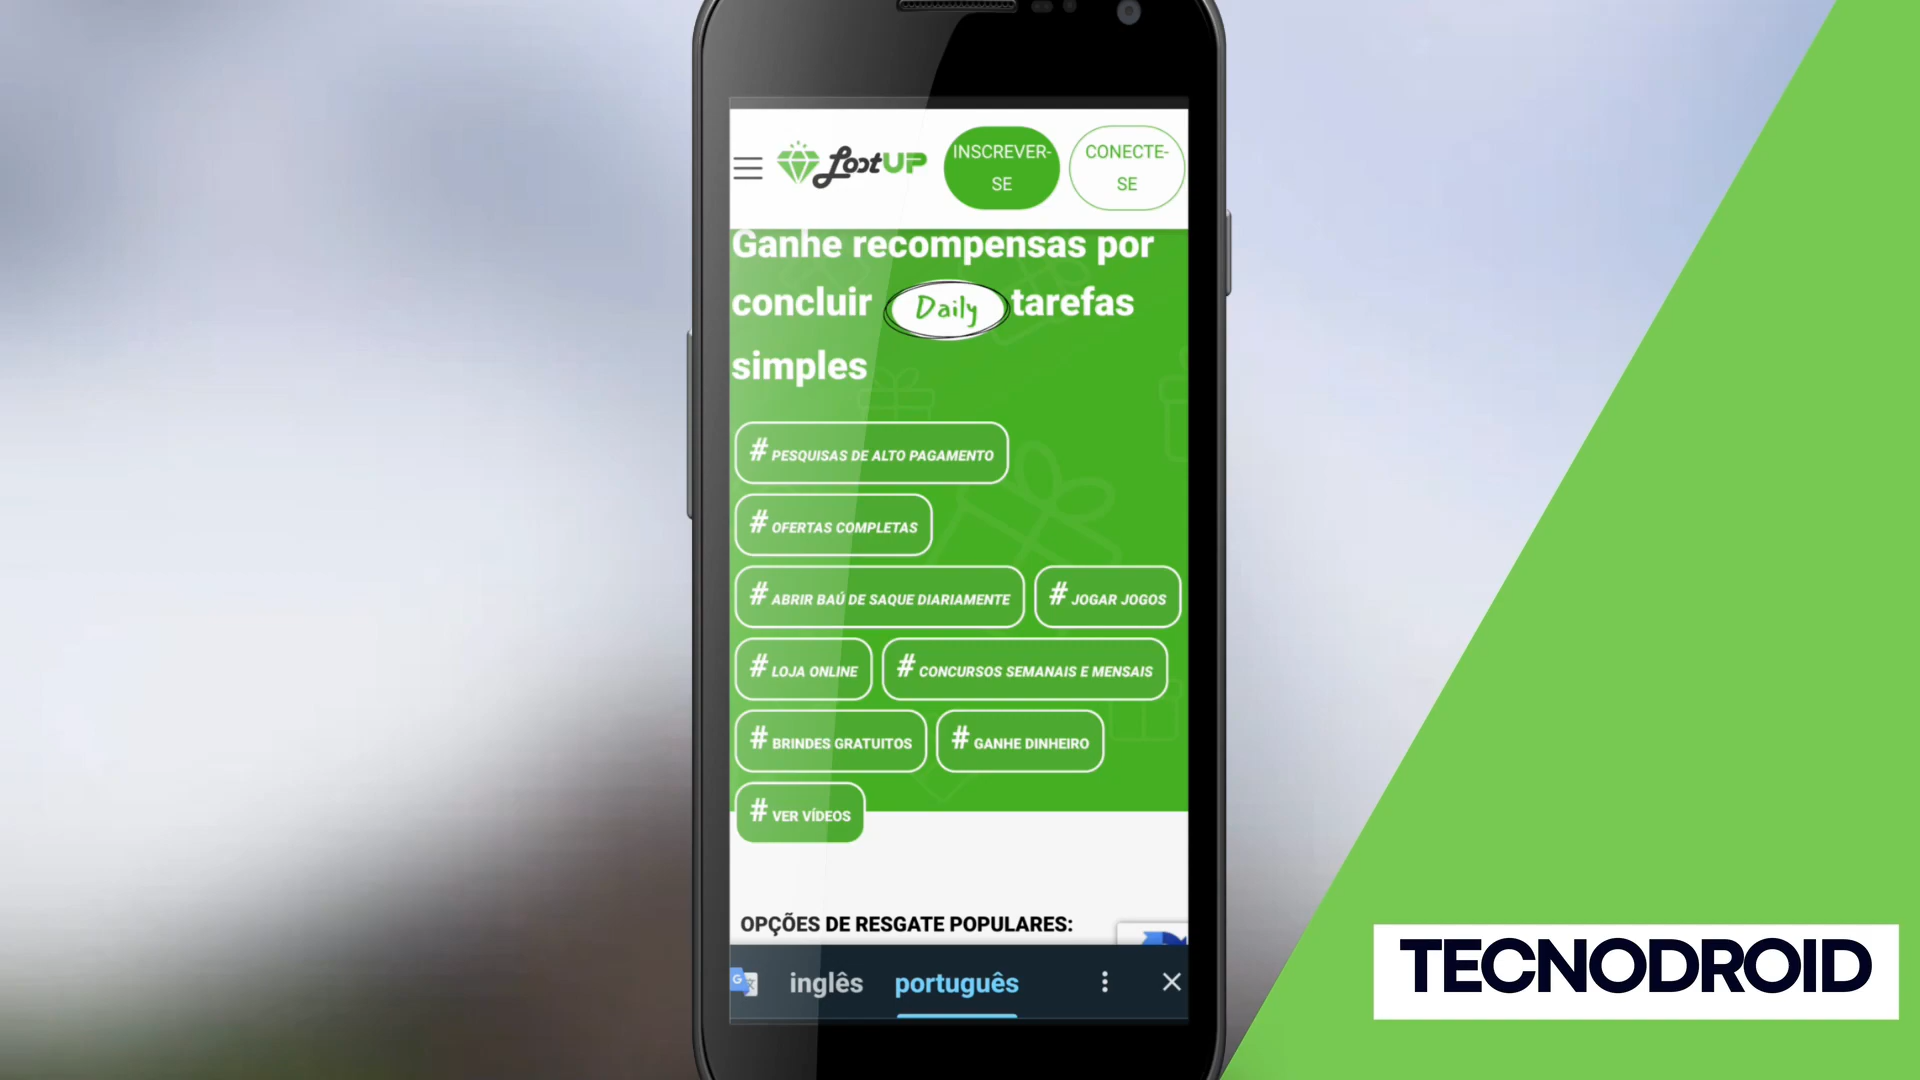 LootUP
INSCREVER-
SE
CONECTE-
SE
Ganhe recompensas por
concluir Daily tarefas
simples
# PESQUISAS DE ALTO PAGAMENTO
# OFERTAS COMPLETAS
# ABRIR BAÚ DE SAQUE DIARIAMENTE # JOGAR JOGOS
# LOJA ONLINE # CONCURSOS SEMANAIS E MENSAIS
# BRINDES GRATUITOS # GANHE DINHEIRO
# VER VÍDEOS
OPÇÕES DE RESGATE POPULARES:
G inglês português
TECNODROID